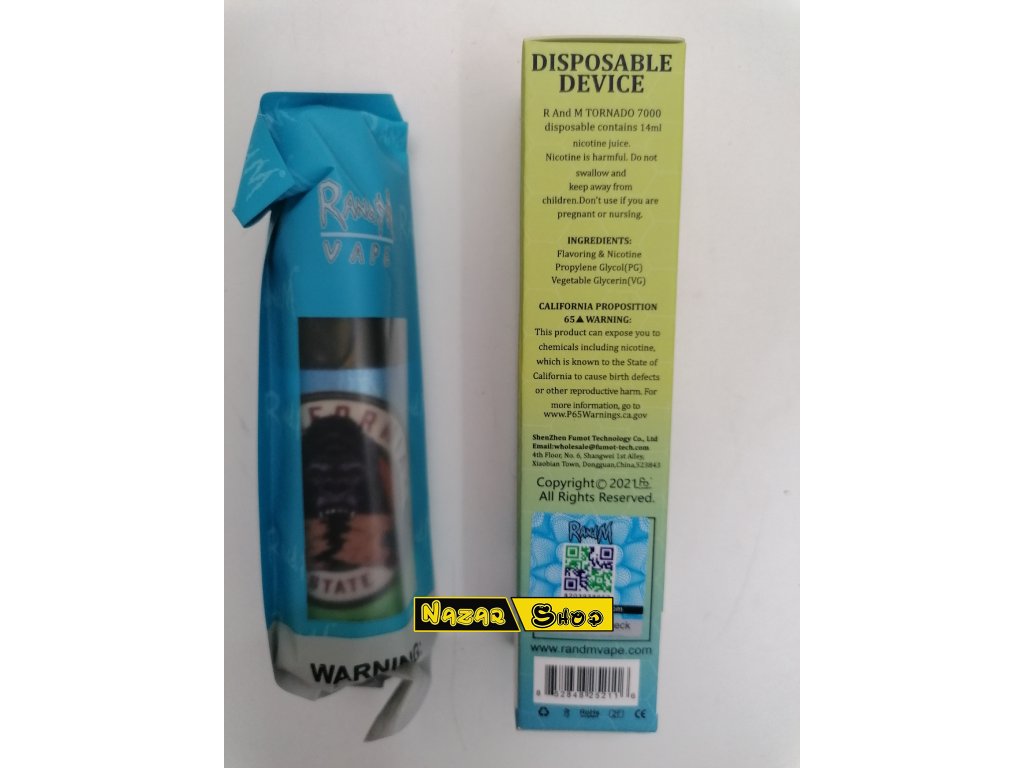 RANDM
VAPE
STATE
WARNING:
DISPOSABLE
DEVICE
R And M TORNADO 7000
disposable contains 14ml
nicotine juice.
Nicotine is harmful. Do not
swallow and
keep away from
children.Don't use if you are
pregnant or nursing.
INGREDIENTS:
Flavoring & Nicotine
Propylene Glycol(PG)
Vegetable Glycerin(VG)
CALIFORNIA PROPOSITION
65▲WARNING:
This product can expose you to
chemicals including nicotine,
which is known to the State of
California to cause birth defects
or other reproductive harm. For
more information, go to
www.P65Warnings.ca.gov
ShenZhen Fumot Technology Co., Ltd
Email:wholesale@fumot-tech.com
4th Floor, No. 6, Shangwei 1st Alley,
Xiaobian Town, Dongguan,China,523843
Copyright© 2021
All Rights Reserved.
RANDM
Nazar Shop
www.randmvape.com
RoHS
CE